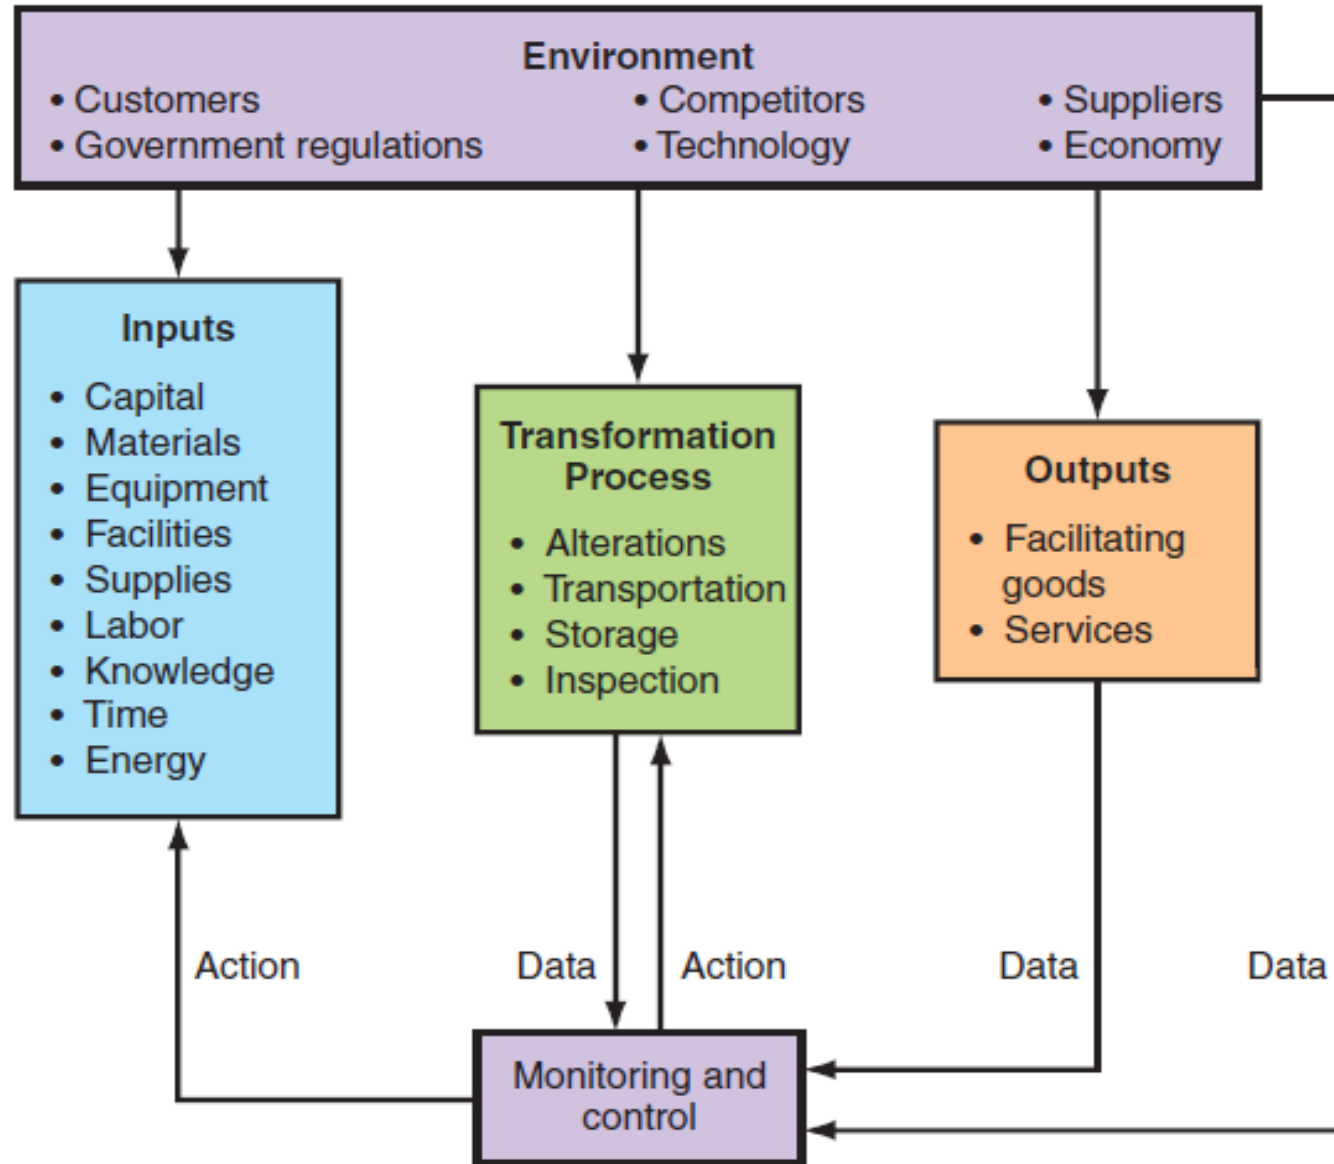 Environment
• Customers
• Competitors
• Suppliers
• Government regulations
• Technology
• Economy
Inputs
• Capital
• Materials
• Equipment
• Facilities
• Supplies
• Labor
• Knowledge
• Time
• Energy
Transformation
Process
• Alterations
• Transportation
• Storage
• Inspection
Outputs
• Facilitating
goods
• Services
Action
Data
Action
Data
Data
Monitoring and
control